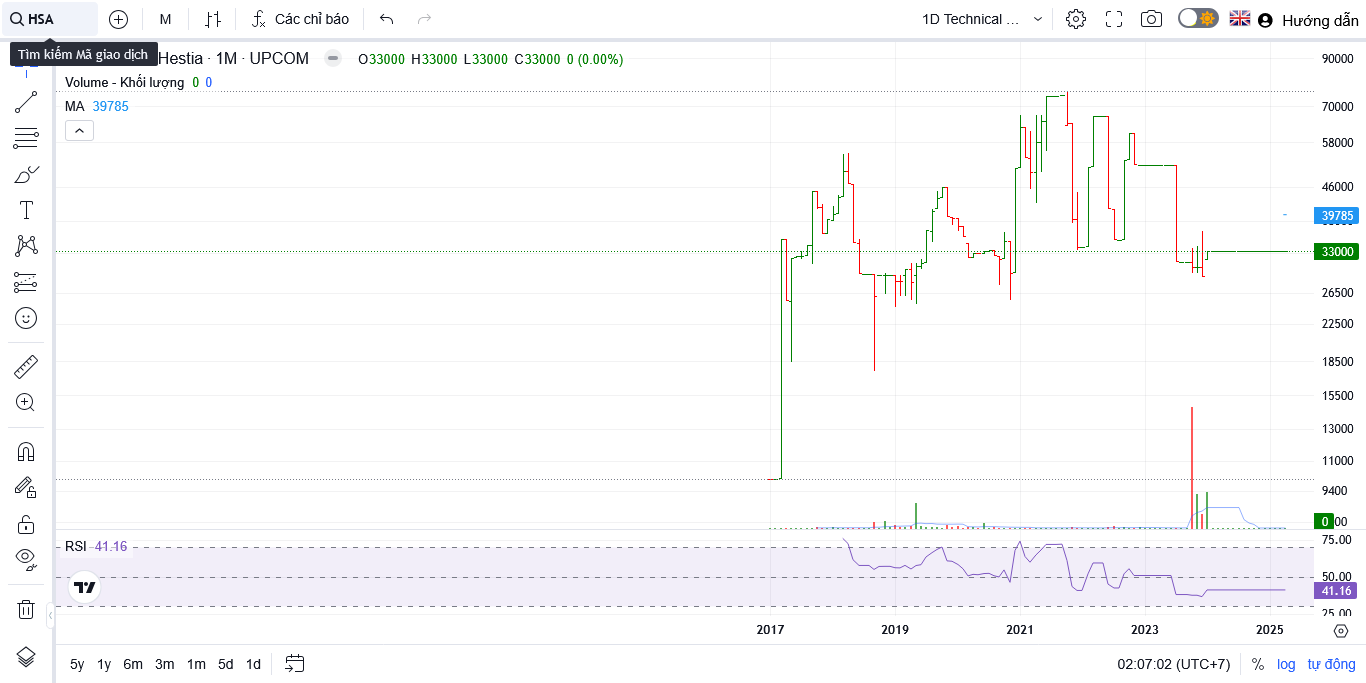 HSA
M
Các chỉ báo
1D Technical ...
Hướng dẫn
Tìm kiếm Mã giao dịch
Hestia · 1M · UPCOM
O33000 H33000 L33000 C33000 0 (0.00%)
Volume - Khối lượng 0 0
MA 39785
90000
70000
58000
46000
39785
33000
26500
22500
18500
15500
13000
11000
9400
0
00
RSI 41.16
75.00
50.00
41.16
25.00
2017 2019 2021 2023 2025
5y 1y 6m 3m 1m 5d 1d
02:07:02 (UTC+7) % log tự động